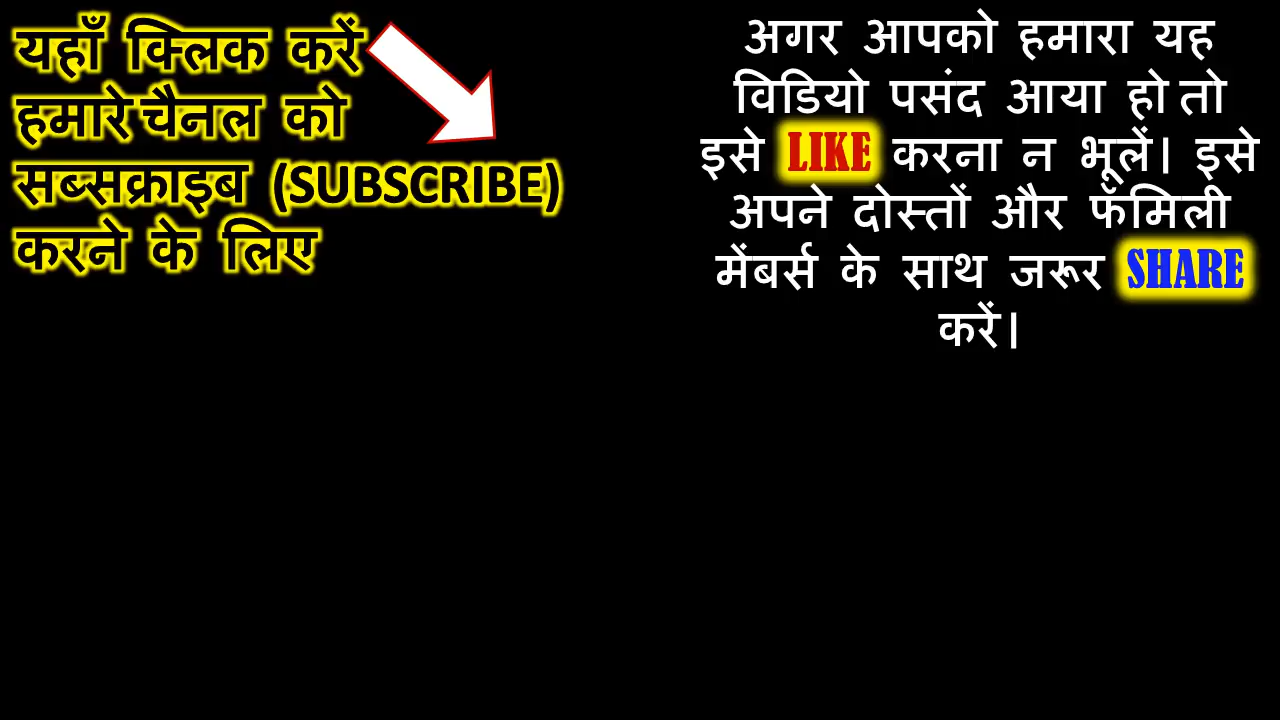 यहाँ क्लिक करें
हमारे चैनल को
सब्सक्राइब (SUBSCRIBE)
करने के लिए
अगर आपको हमारा यह
विडियो पसंद आया हो तो
इसे LIKE करना न भूलें। इसे
अपने दोस्तों और फॅमिली
मेंबर्स के साथ जरूर SHARE
करें।